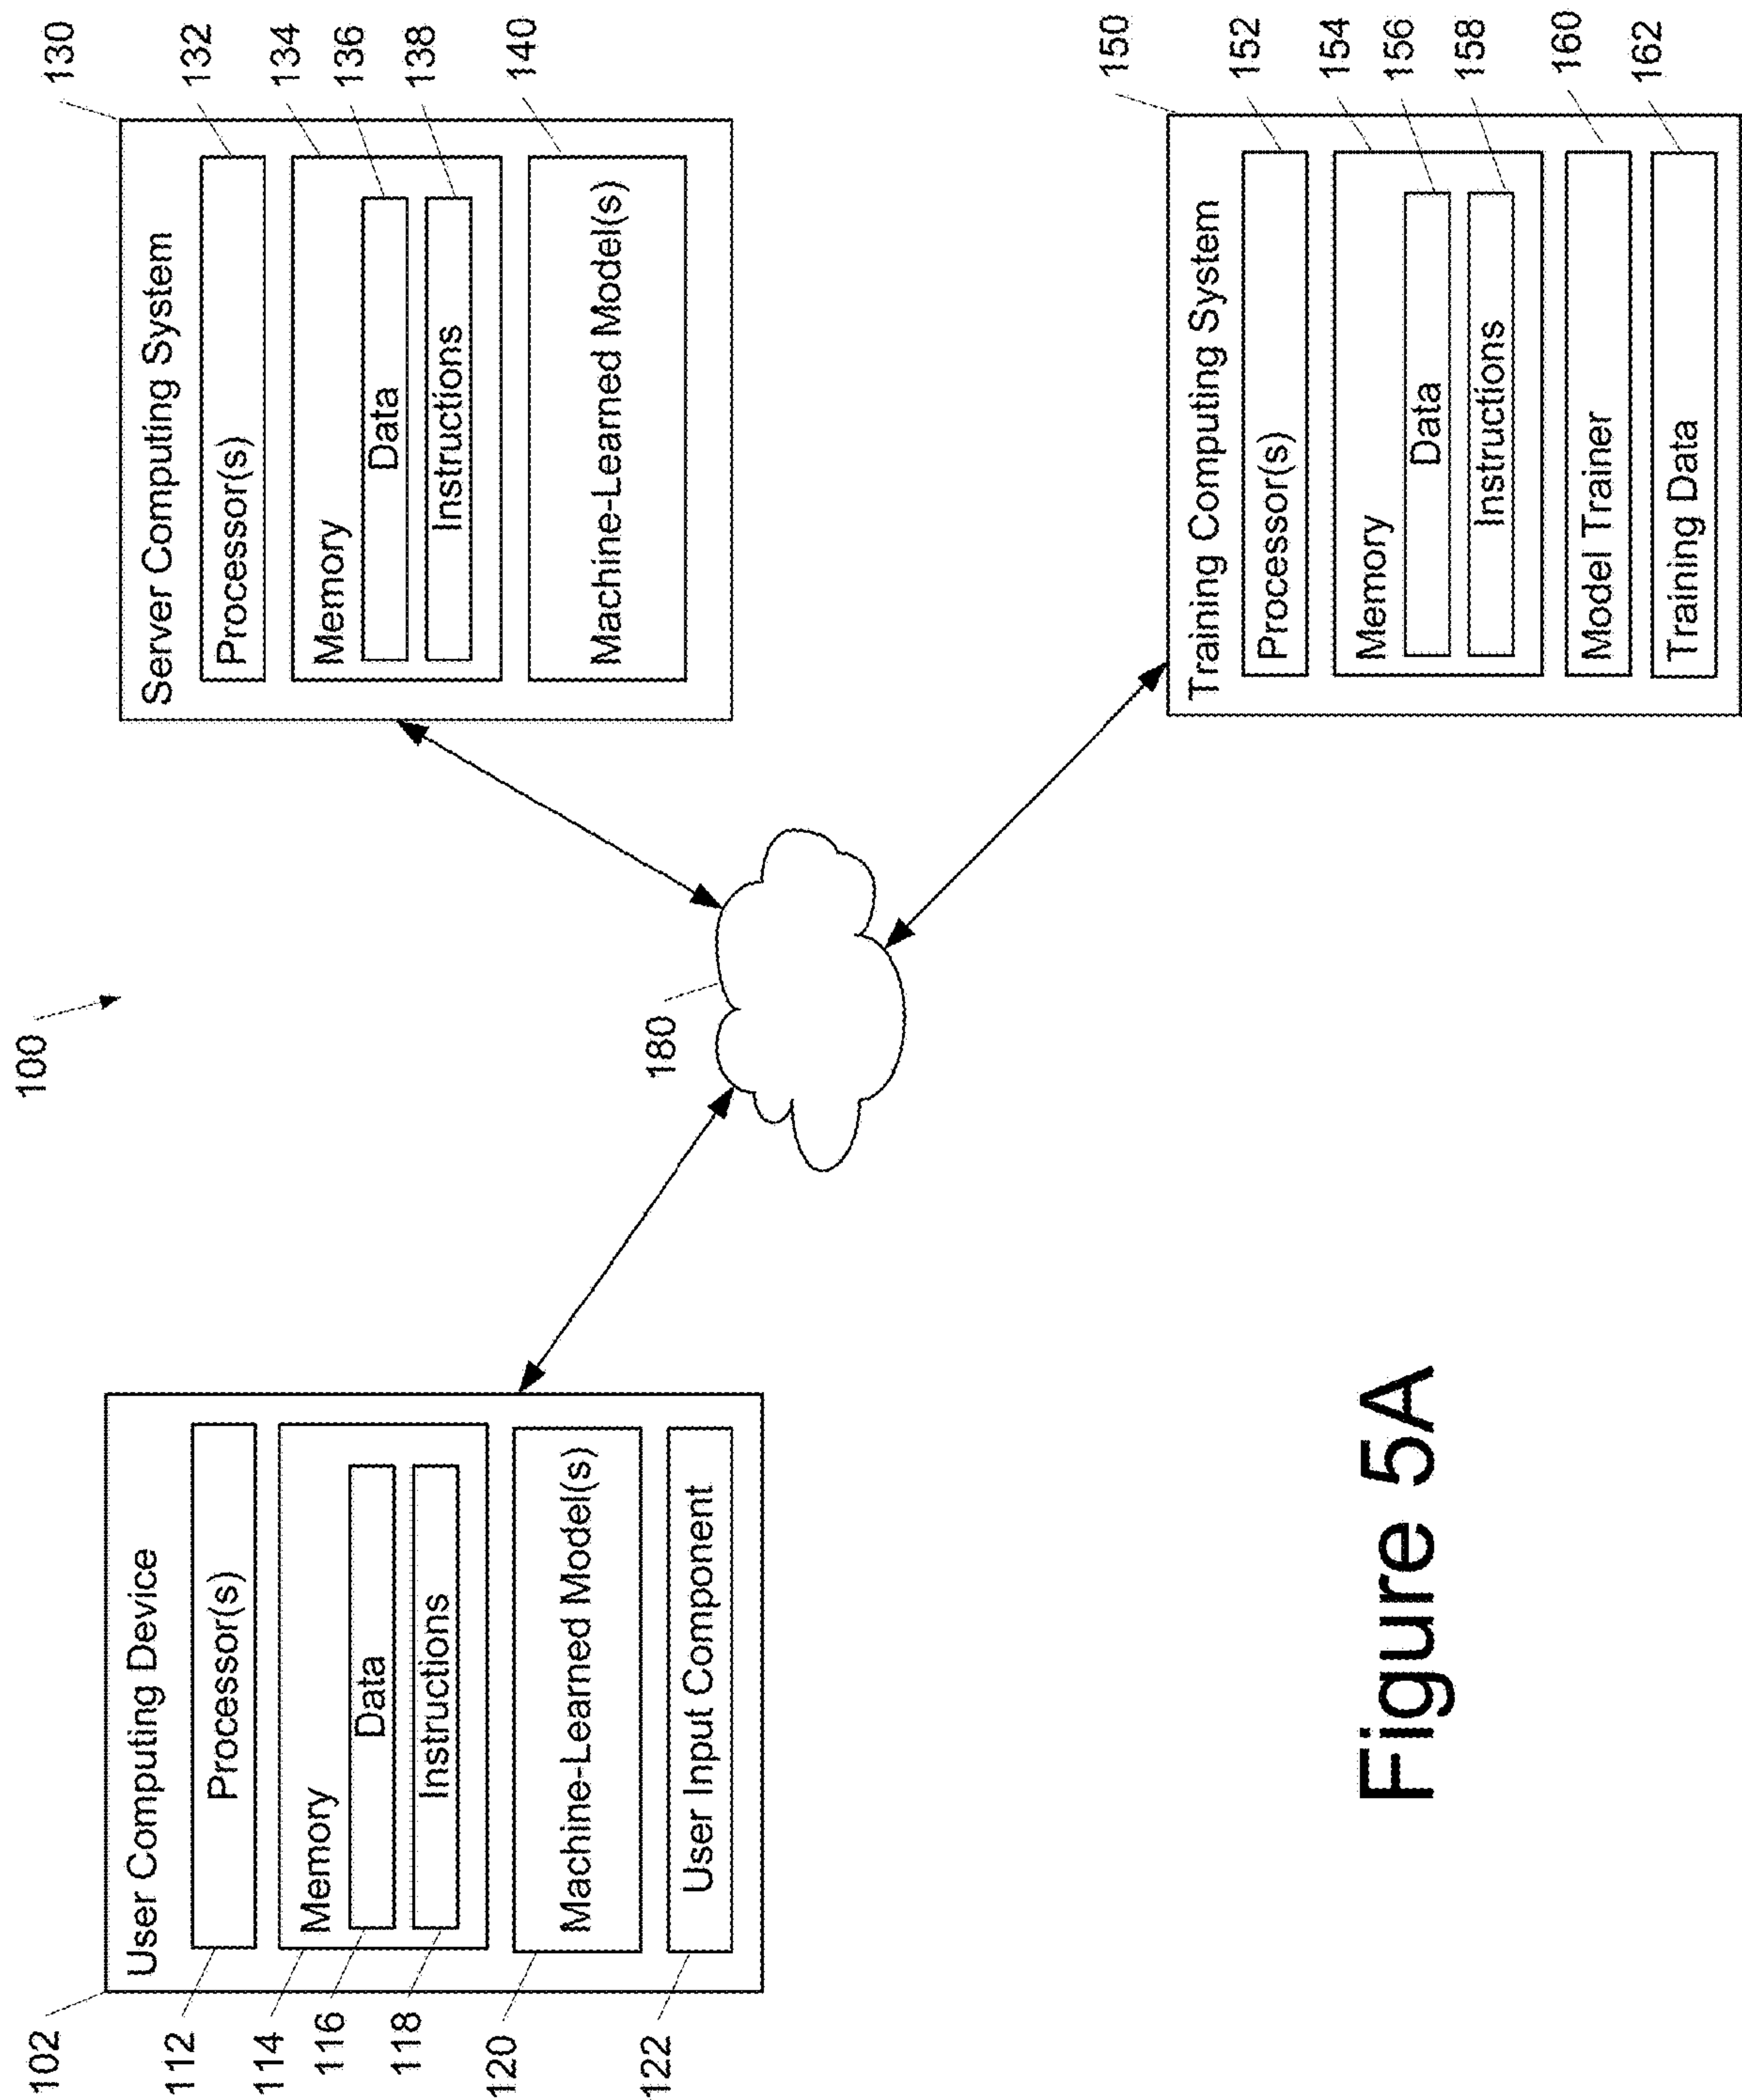 100
102
User Computing Device
112
Processor(s)
114
Memory
116
Data
118
Instructions
120
Machine-Learned Model(s)
122
User Input Component
180
130
Server Computing System
132
Processor(s)
134
Memory
136
Data
138
Instructions
140
Machine-Learned Model(s)
150
Training Computing System
152
Processor(s)
154
Memory
156
Data
158
Instructions
160
Model Trainer
162
Training Data
Figure 5A